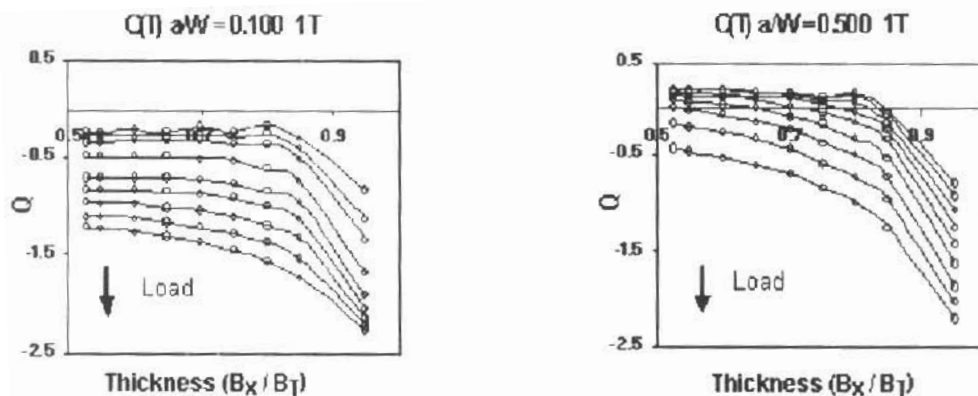 C(T) a/W = 0.100 1T
0.5
0.5
0.7
0.9
-0.5
Q
-1.5
Load
-2.5
Thickness (BX / BT)
C(T) a/W=0.500 1T
0.5
0.5
0.7
0.9
-0.5
Q
-1.5
Load
-2.5
Thickness (BX / BT)